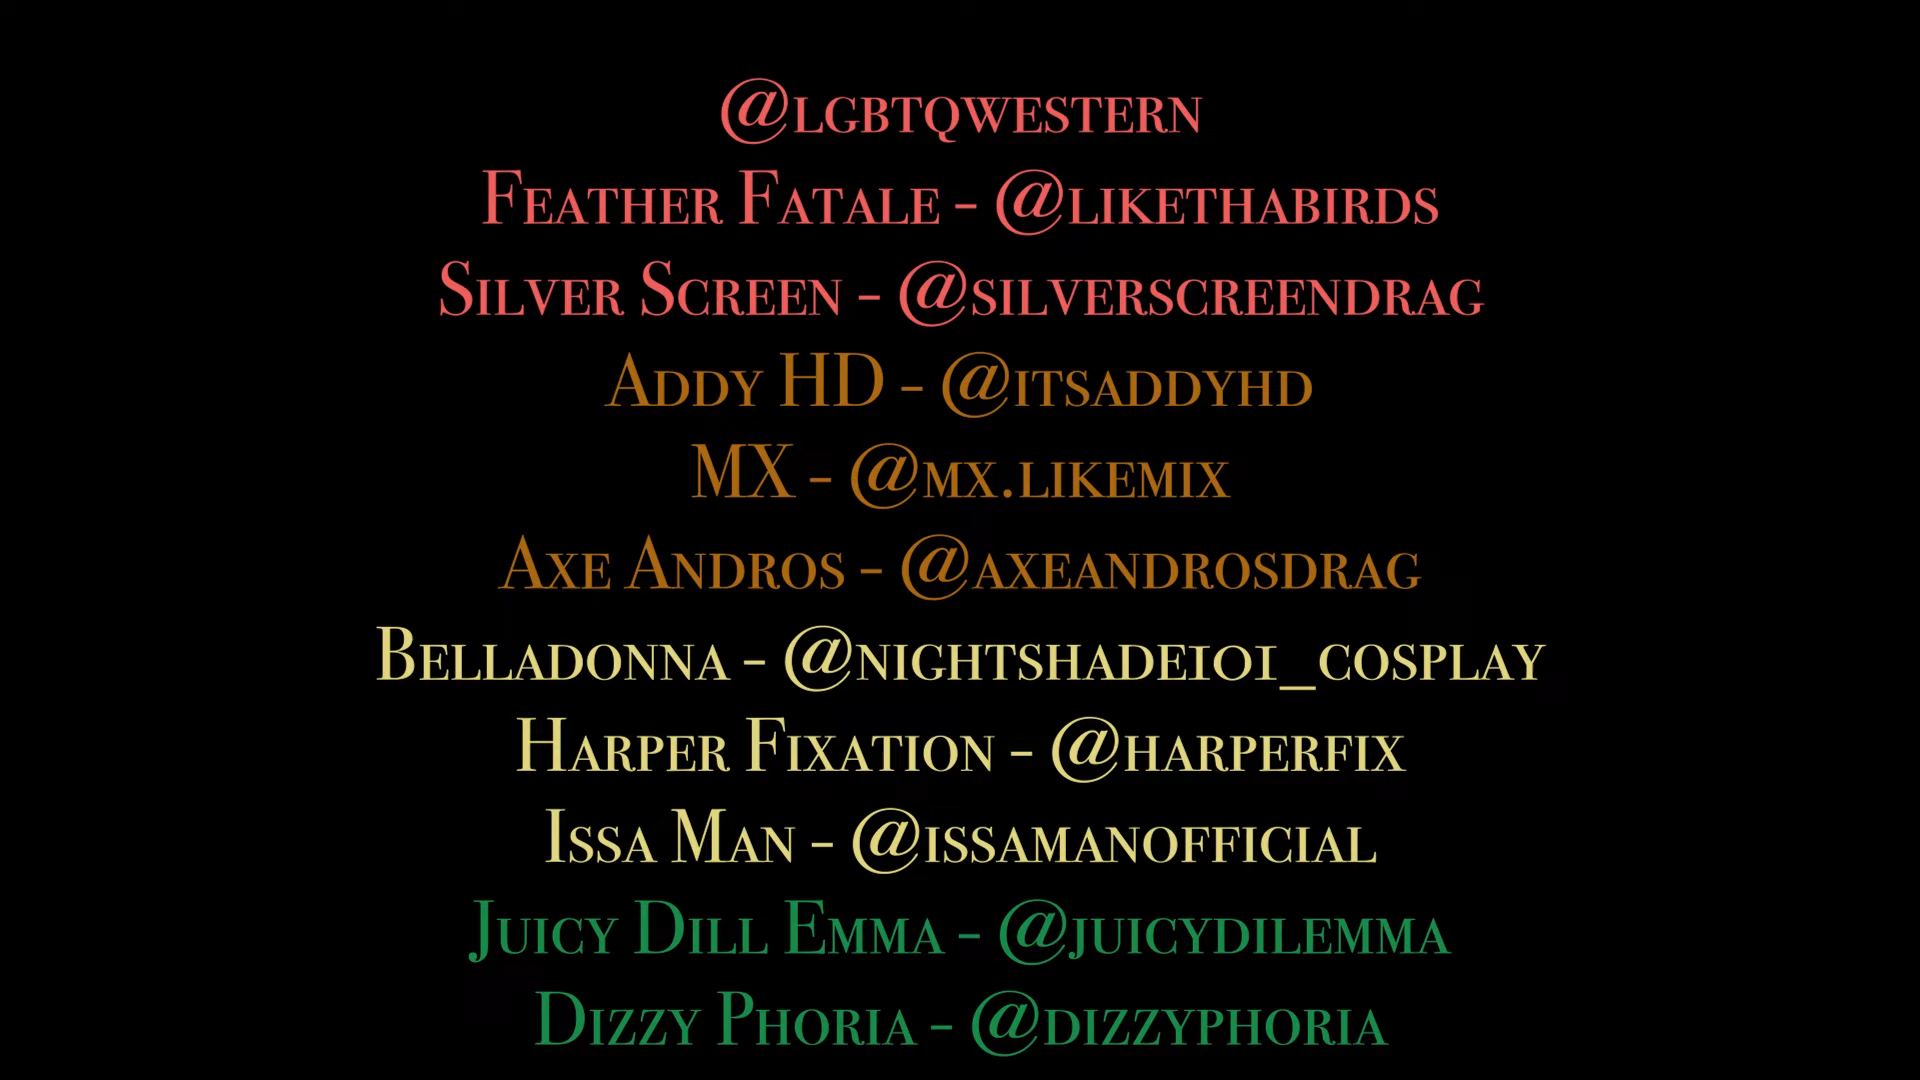 @lgbtqwestern
Feather Fatale - @likethabirds
Silver Screen - @silverscreendrag
Addy HD - @itsaddyhd
MX - @mx.likemix
Axe Andros - @axeandrosdrag
Belladonna - @nightshade101_cosplay
Harper Fixation - @harperfix
Issa Man - @issamanofficial
Juicy Dill Emma - @juicydilemma
Dizzy Phoria - @dizzyphoria